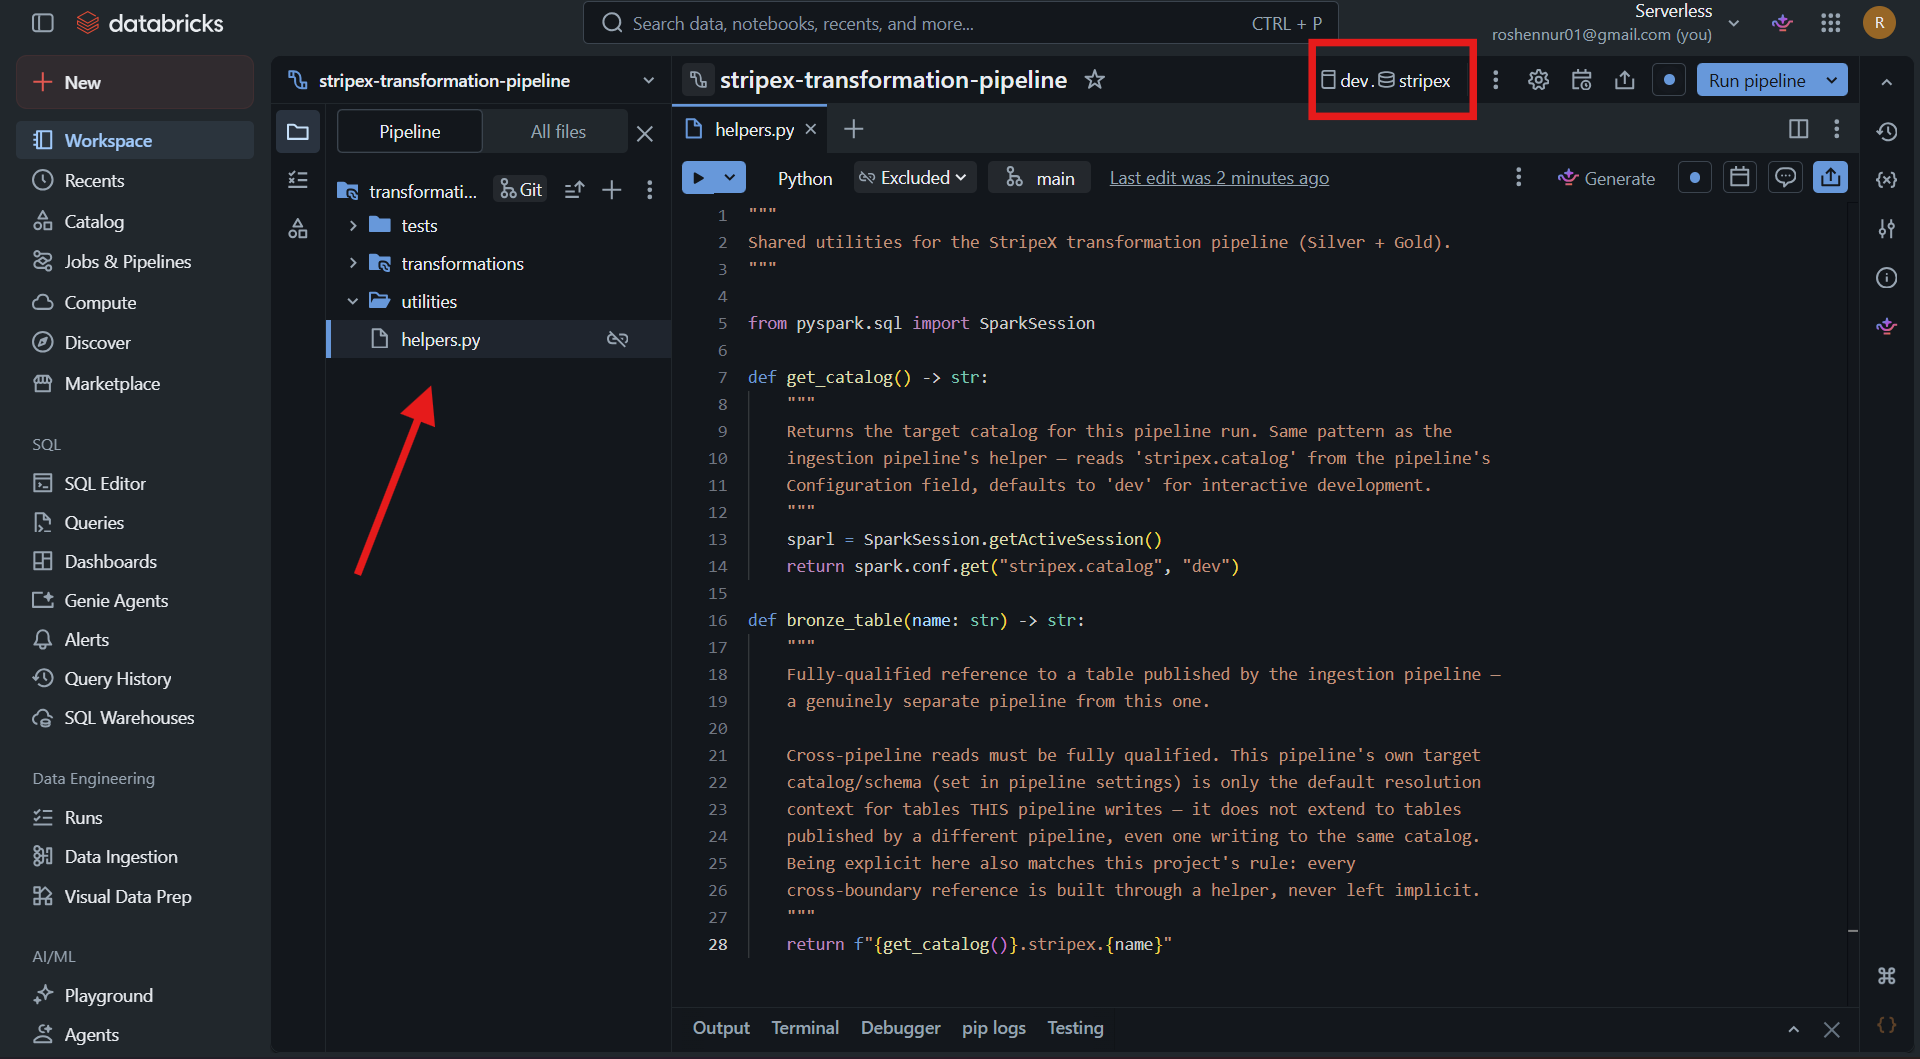 databricks
Search data, notebooks, recents, and more...
CTRL + P
Serverless
roshennur01@gmail.com (you)
R
New
Workspace
Recents
Catalog
Jobs & Pipelines
Compute
Discover
Marketplace
SQL
SQL Editor
Queries
Dashboards
Genie Agents
Alerts
Query History
SQL Warehouses
Data Engineering
Runs
Data Ingestion
Visual Data Prep
AI/ML
Playground
Agents
stripex-transformation-pipeline
Pipeline
All files
transformati...
Git
tests
transformations
utilities
helpers.py
stripex-transformation-pipeline
dev.stripex
Run pipeline
helpers.py
Python
Excluded
main
Last edit was 2 minutes ago
Generate
1 """
2 Shared utilities for the StripeX transformation pipeline (Silver + Gold).
3 """
4
5 from pyspark.sql import SparkSession
6
7 def get_catalog() -> str:
8 """
9 Returns the target catalog for this pipeline run. Same pattern as the
10 ingestion pipeline's helper — reads 'stripex.catalog' from the pipeline's
11 Configuration field, defaults to 'dev' for interactive development.
12 """
13 sparl = SparkSession.getActiveSession()
14 return spark.conf.get("stripex.catalog", "dev")
15
16 def bronze_table(name: str) -> str:
17 """
18 Fully-qualified reference to a table published by the ingestion pipeline —
19 a genuinely separate pipeline from this one.
20
21 Cross-pipeline reads must be fully qualified. This pipeline's own target
22 catalog/schema (set in pipeline settings) is only the default resolution
23 context for tables THIS pipeline writes — it does not extend to tables
24 published by a different pipeline, even one writing to the same catalog.
25 Being explicit here also matches this project's rule: every
26 cross-boundary reference is built through a helper, never left implicit.
27 """
28 return f"{get_catalog()}.stripex.{name}"
Output
Terminal
Debugger
pip logs
Testing